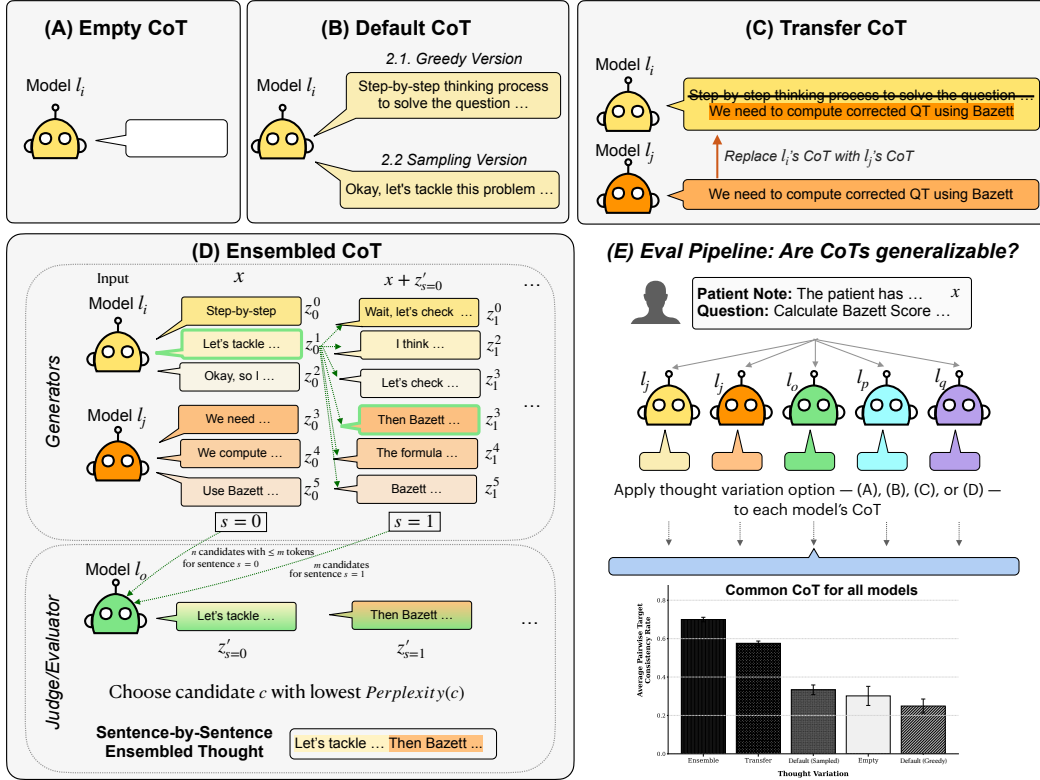 (A) Empty CoT
Model l_i
(B) Default CoT
Model l_i
2.1. Greedy Version
Step-by-step thinking process
to solve the question ...
2.2 Sampling Version
Okay, let's tackle this problem ...
(C) Transfer CoT
Model l_i
Step-by-step thinking process to solve the question ...
We need to compute corrected QT using Bazett
Model l_j
Replace l_i's CoT with l_j's CoT
We need to compute corrected QT using Bazett
(D) Ensembled CoT
Generators
Input
x
x + z'_{s=0}
...
Model l_i
Step-by-step
z_0^0
Let's tackle ...
z_0^1
Okay, so I ...
z_0^2
Wait, let's check ...
z_1^0
I think ...
z_1^2
Let's check ...
z_1^3
...
Model l_j
We need ...
z_0^3
We compute ...
z_0^4
Use Bazett ...
z_0^5
Then Bazett ...
z_1^3
The formula ...
z_1^4
Bazett ...
z_1^5
s = 0
s = 1
n candidates with ≤ m tokens
for sentence s = 0
m candidates
for sentence s = 1
Judge/Evaluator
Model l_o
Let's tackle ...
Then Bazett ...
...
z'_{s=0}
z'_{s=1}
Choose candidate c with lowest Perplexity(c)
Sentence-by-Sentence
Ensembled Thought
Let's tackle ... Then Bazett ...
(E) Eval Pipeline: Are CoTs generalizable?
Patient Note: The patient has ... x
Question: Calculate Bazett Score ...
l_j
l_j
l_o
l_p
l_q
Apply thought variation option — (A), (B), (C), or (D) —
to each model's CoT
Common CoT for all models
Average Pairwise Target
Consistency Rate
0.8
0.6
0.4
0.2
0.0
Ensemble
Transfer
Default (Sampled)
Empty
Default (Greedy)
Thought Variation